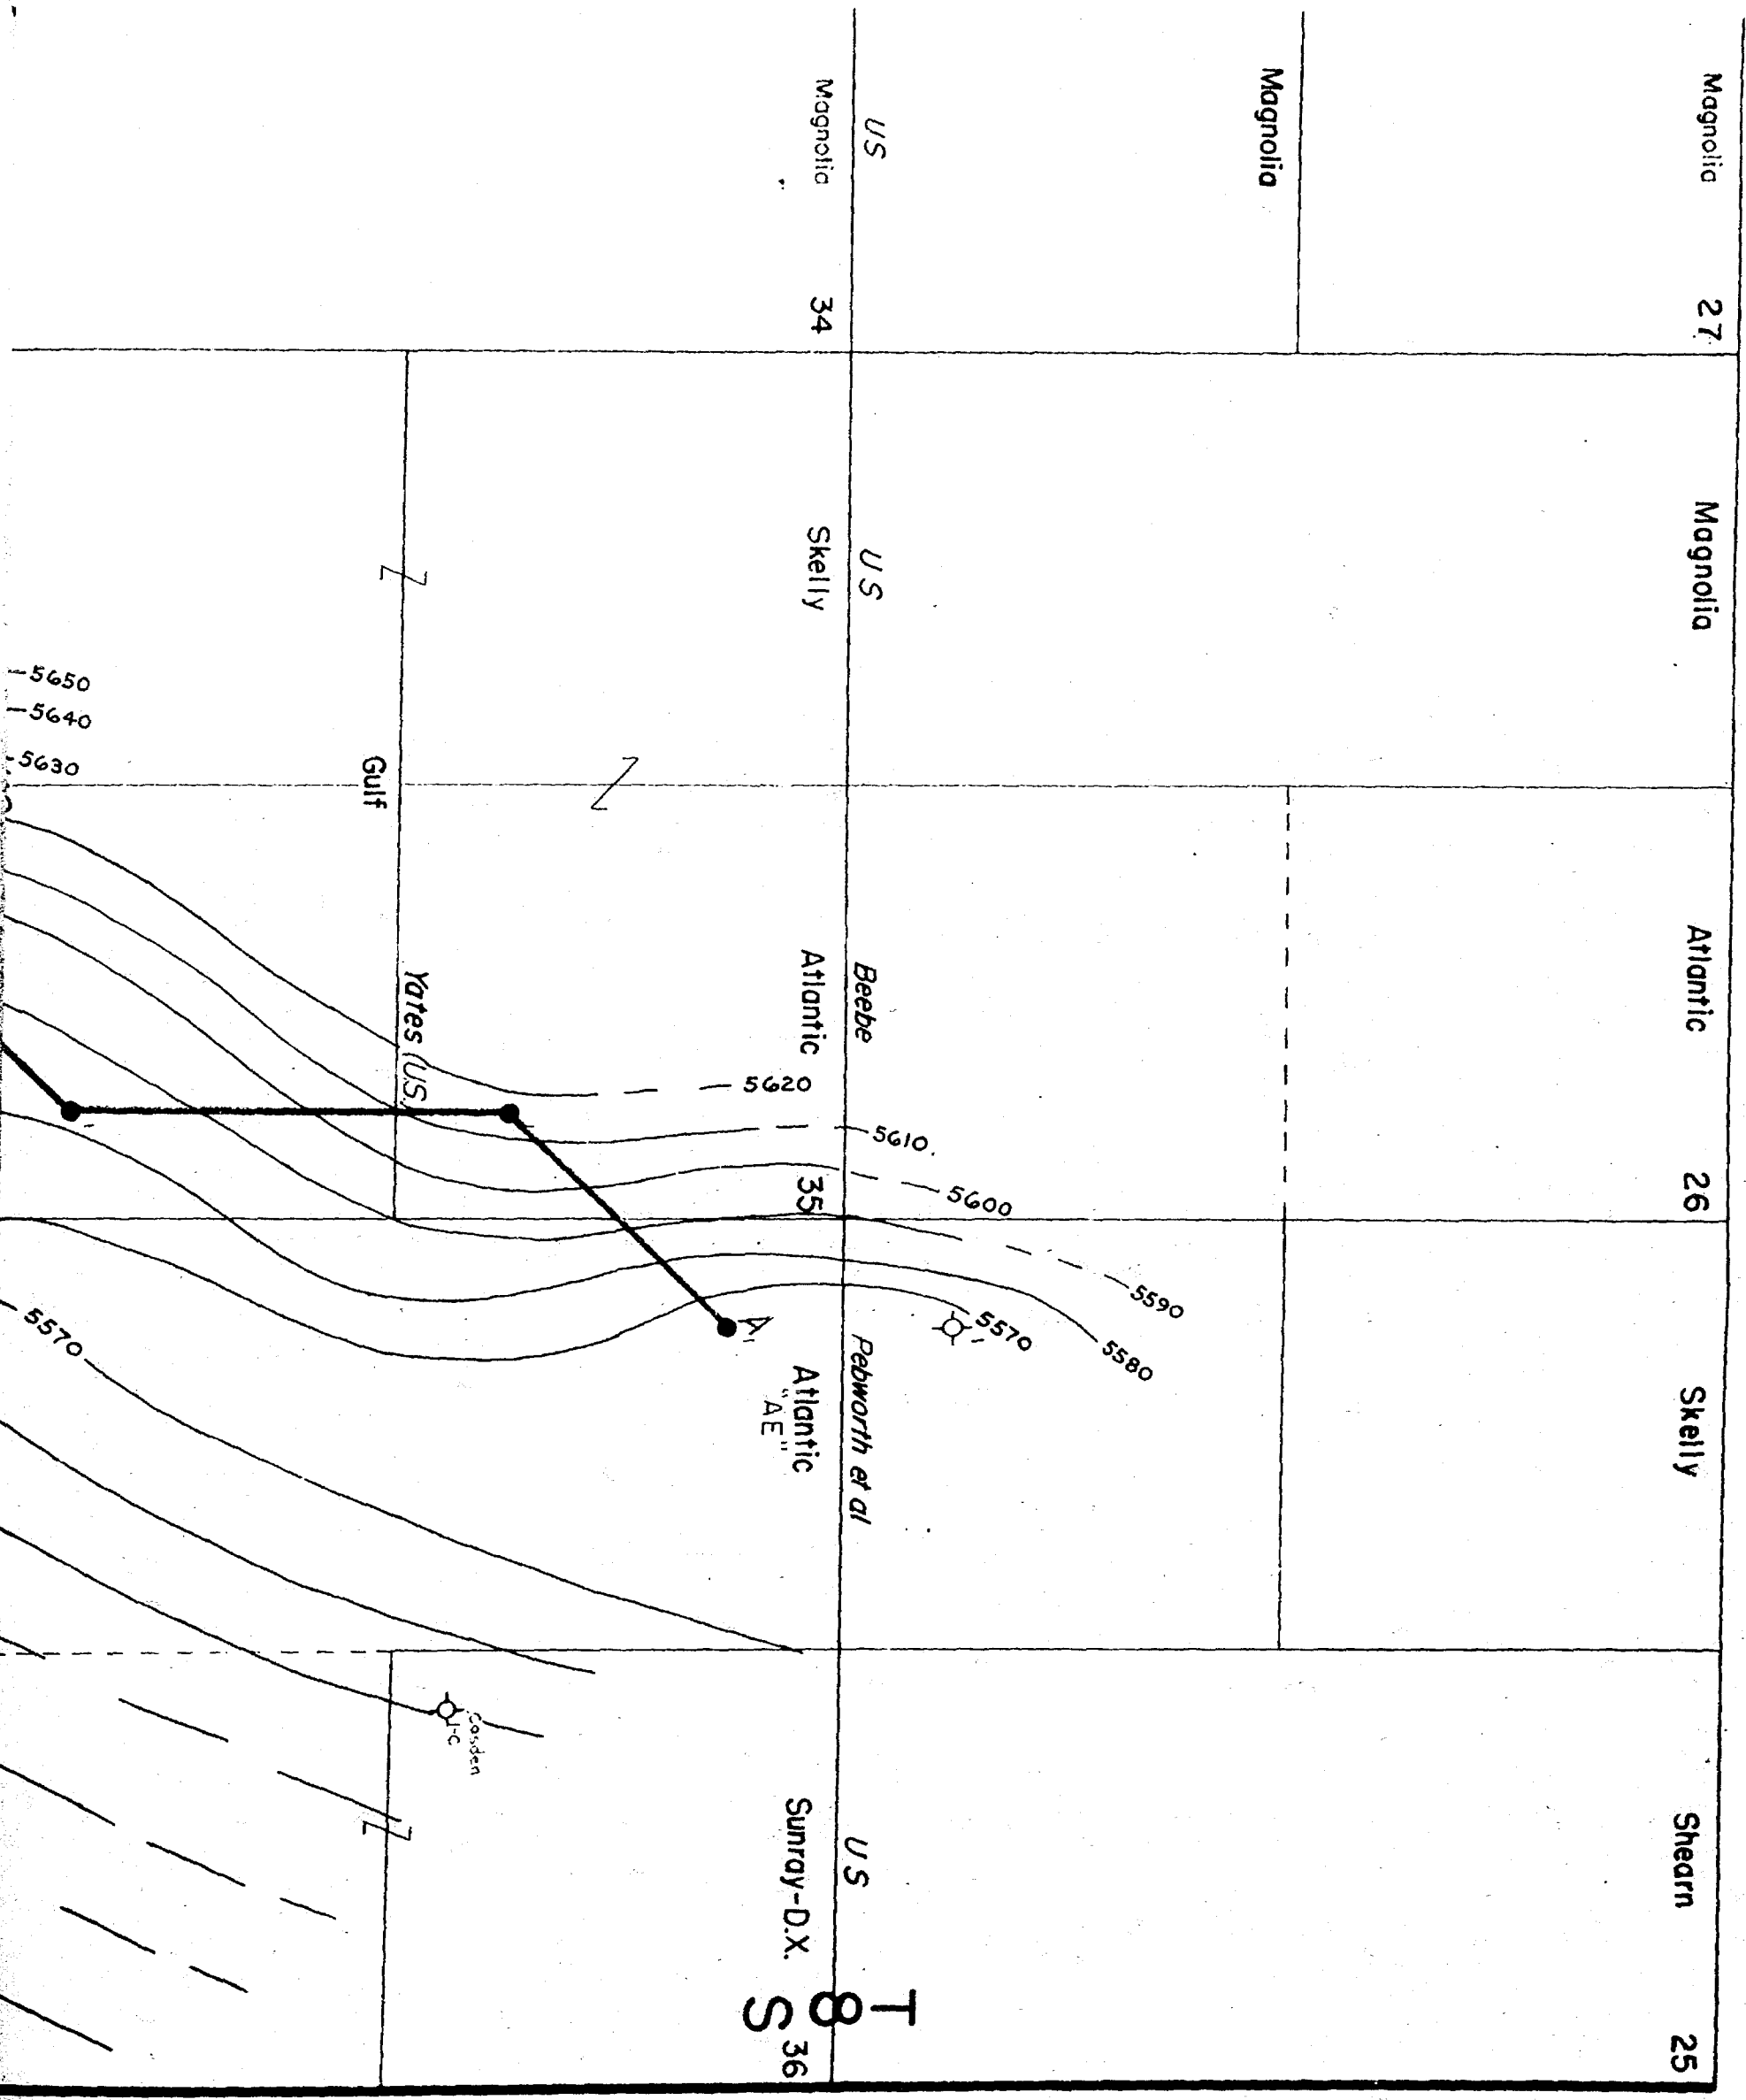 Magnolia
27
Magnolia
Atlantic
26
Skelly
Shearn
25
Magnolia
5590
5580
5600
5570
US
US
Beebe
5610
Pebworth et al
US
T
8
S
Magnolia
34
Skelly
Atlantic
35
Atlantic
"AE"
Sunray-D.X.
36
5620
A
Cosden
1-C
Yates (U.S.)
Gulf
-5650
-5640
-5630
5570